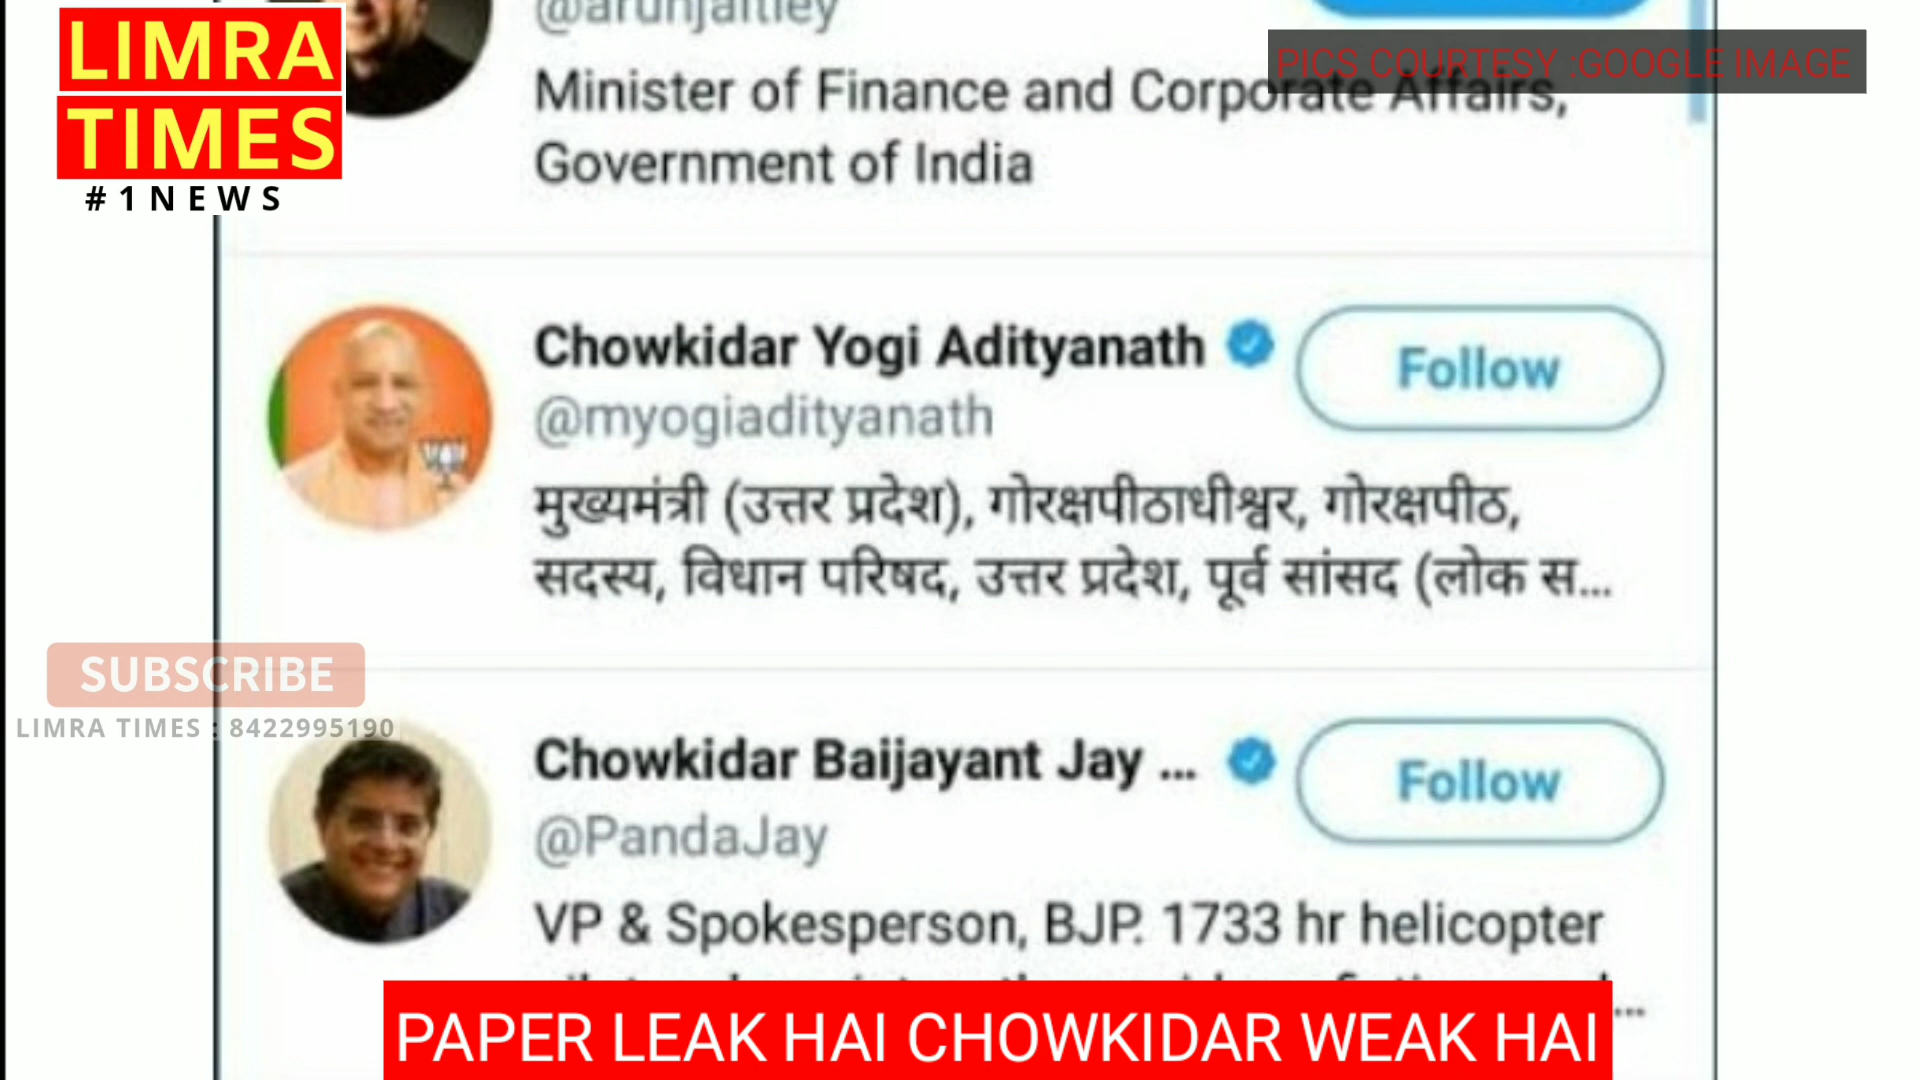 LIMRA
TIMES
#1NEWS
@arunjaitley
PICS COURTESY :GOOGLE IMAGE
Minister of Finance and Corporate Affairs,
Government of India
Chowkidar Yogi Adityanath
Follow
@myogiadityanath
मुख्यमंत्री (उत्तर प्रदेश), गोरक्षपीठाधीश्वर, गोरक्षपीठ,
सदस्य, विधान परिषद, उत्तर प्रदेश, पूर्व सांसद (लोक स...
SUBSCRIBE
LIMRA TIMES : 8422995190
Chowkidar Baijayant Jay ...
Follow
@PandaJay
VP & Spokesperson, BJP. 1733 hr helicopter
PAPER LEAK HAI CHOWKIDAR WEAK HAI